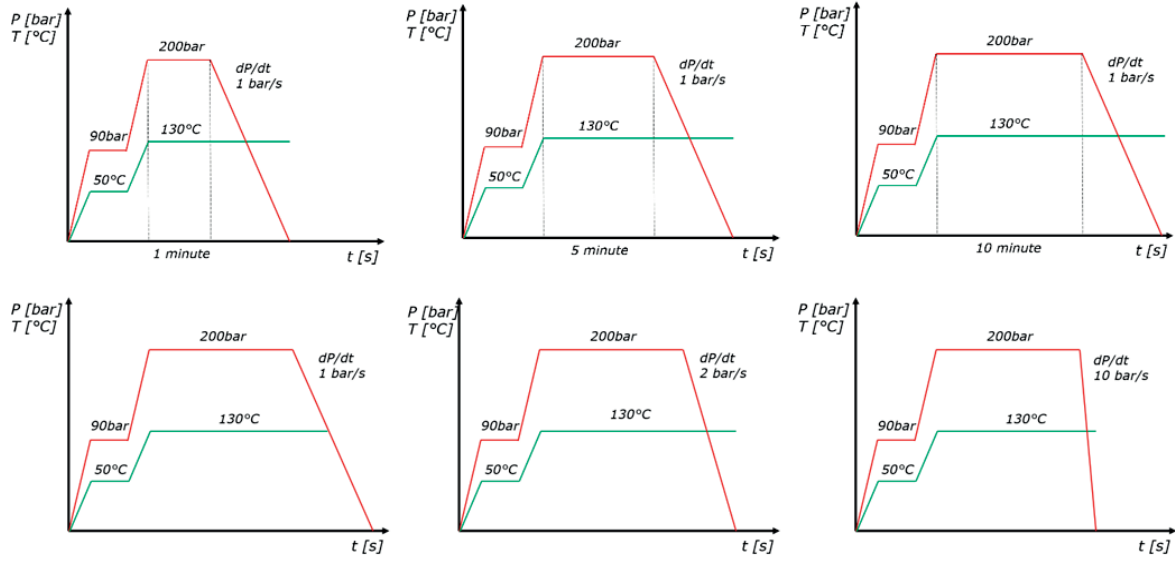 P [bar]
T [°C]
200bar
dP/dt
1 bar/s
90bar
130°C
50°C
1 minute
t [s]
P [bar]
T [°C]
200bar
dP/dt
1 bar/s
90bar
130°C
50°C
5 minute
t [s]
P [bar]
T [°C]
200bar
dP/dt
1 bar/s
90bar
130°C
50°C
10 minute
t [s]
P [bar]
T [°C]
200bar
dP/dt
1 bar/s
90bar
130°C
50°C
t [s]
P [bar]
T [°C]
200bar
dP/dt
2 bar/s
90bar
130°C
50°C
t [s]
P [bar]
T [°C]
200bar
dP/dt
10 bar/s
90bar
130°C
50°C
t [s]